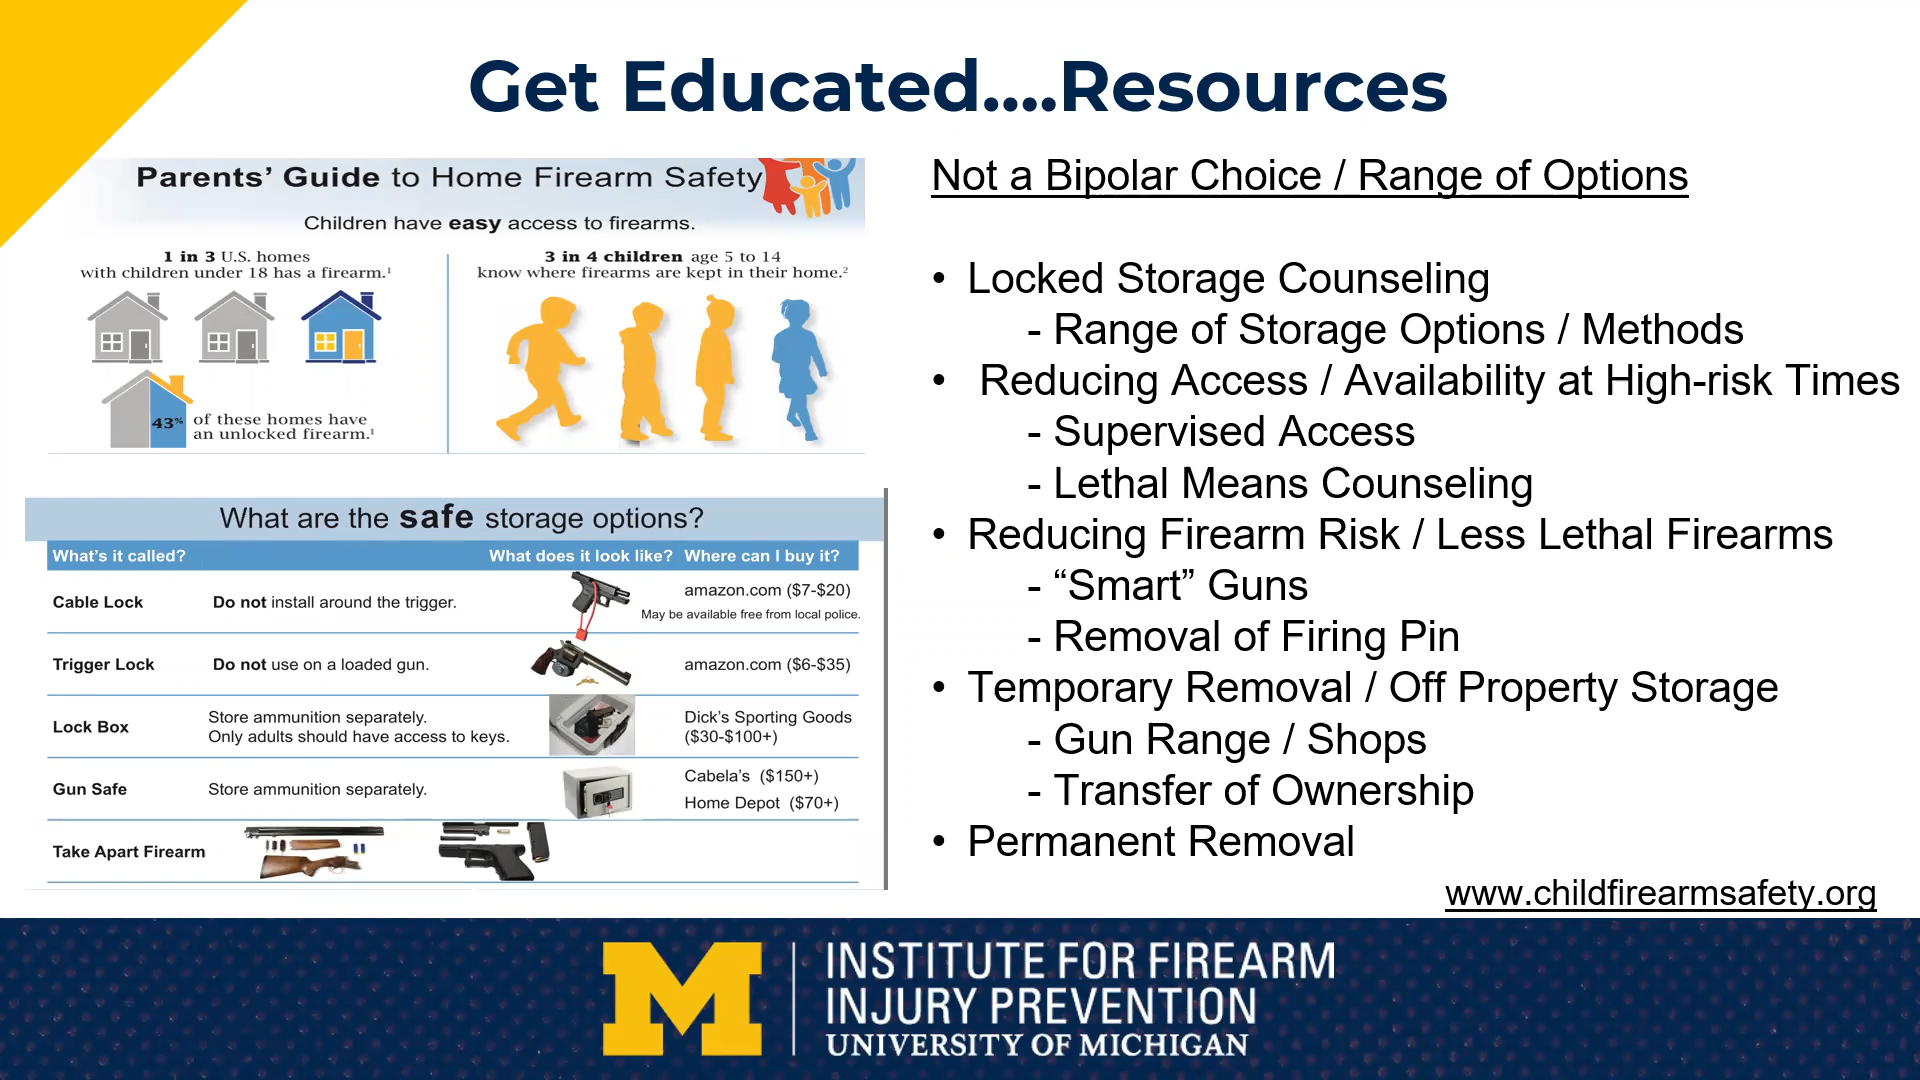 Get Educated....Resources
Parents’ Guide to Home Firearm Safety
Children have easy access to firearms.
1 in 3 U.S. homes
with children under 18 has a firearm.¹
43%
of these homes have
an unlocked firearm.¹
3 in 4 children age 5 to 14
know where firearms are kept in their home.²
What are the safe storage options?
What’s it called? What does it look like? Where can I buy it?
Cable Lock Do not install around the trigger. amazon.com ($7-$20)
May be available free from local police.
Trigger Lock Do not use on a loaded gun. amazon.com ($6-$35)
Lock Box
Store ammunition separately.
Only adults should have access to keys.
Dick’s Sporting Goods
($30-$100+)
Gun Safe Store ammunition separately.
Cabela’s ($150+)
Home Depot ($70+)
Take Apart Firearm
Not a Bipolar Choice / Range of Options
• Locked Storage Counseling
- Range of Storage Options / Methods
• Reducing Access / Availability at High-risk Times
- Supervised Access
- Lethal Means Counseling
• Reducing Firearm Risk / Less Lethal Firearms
- “Smart” Guns
- Removal of Firing Pin
• Temporary Removal / Off Property Storage
- Gun Range / Shops
- Transfer of Ownership
• Permanent Removal
www.childfirearmsafety.org
M
INSTITUTE FOR FIREARM
INJURY PREVENTION
UNIVERSITY OF MICHIGAN